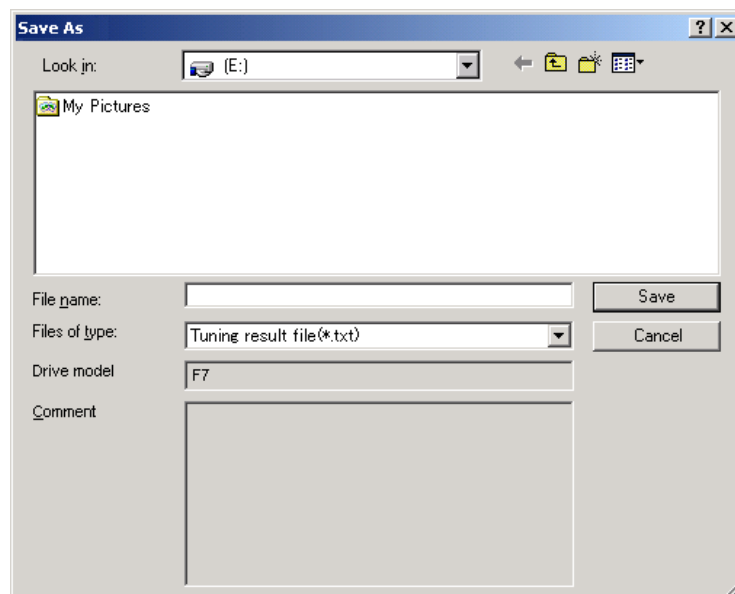 Save As
Look in:
(E:)
My Pictures
File name:
Save
Files of type:
Tuning result file(*.txt)
Cancel
Drive model
F7
Comment